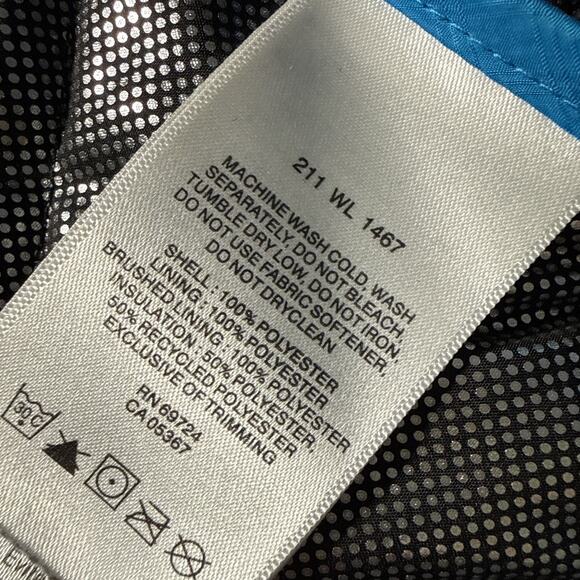 211 WL 1467
MACHINE WASH COLD, WASH
SEPARATELY. DO NOT BLEACH,
TUMBLE DRY LOW. DO NOT IRON
DO NOT USE FABRIC SOFTENER,
DO NOT DRYCLEAN
SHELL : 100% POLYESTER
LINING : 100% POLYESTER
BRUSHED LINING : 100% POLYESTER
INSULATION : 50% POLYESTER,
50% RECYCLED POLYESTER
EXCLUSIVE OF TRIMMING
RN 69724
CA 05367
30°C